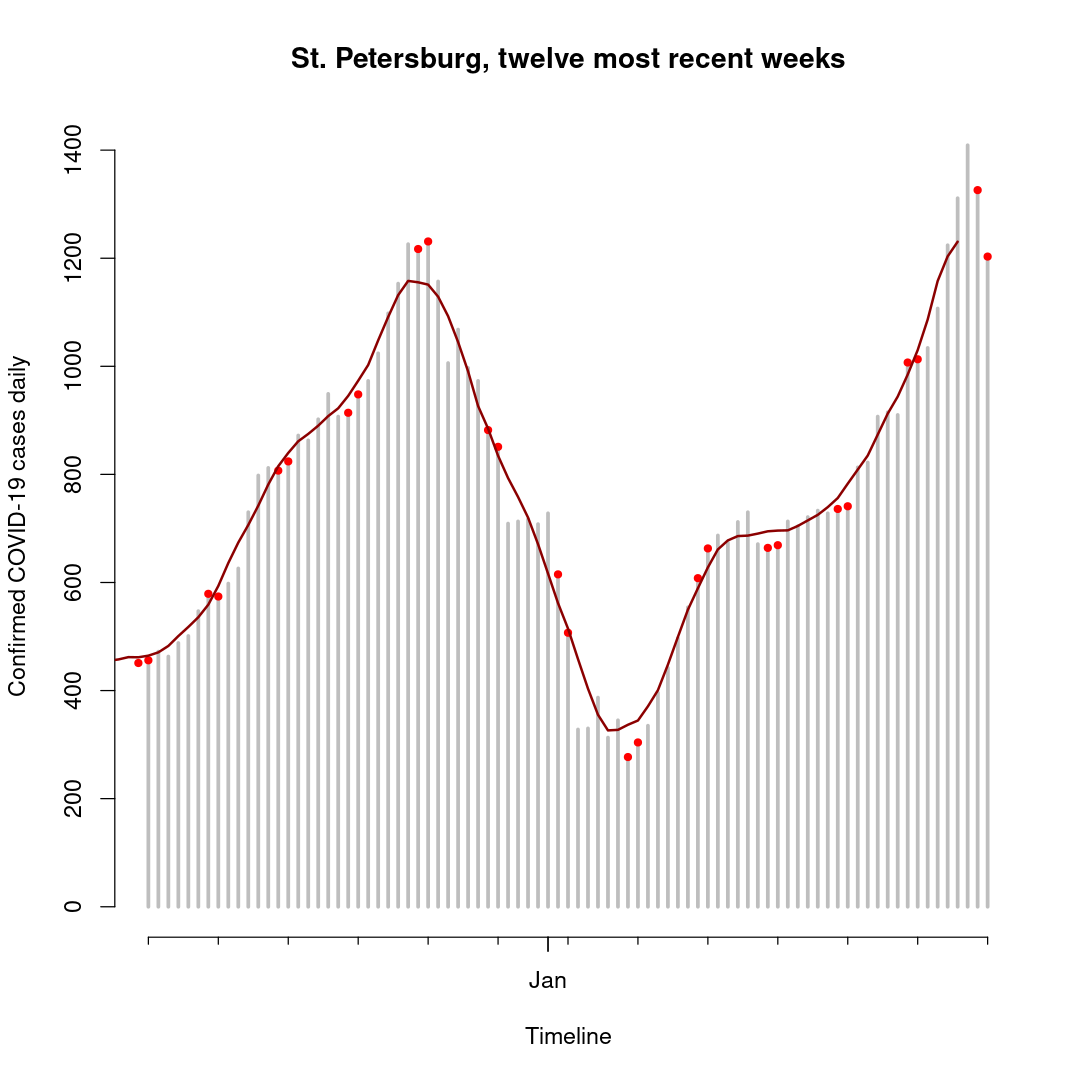 St. Petersburg, twelve most recent weeks
Confirmed COVID-19 cases daily
1400
1200
1000
800
600
400
200
0
Jan
Timeline